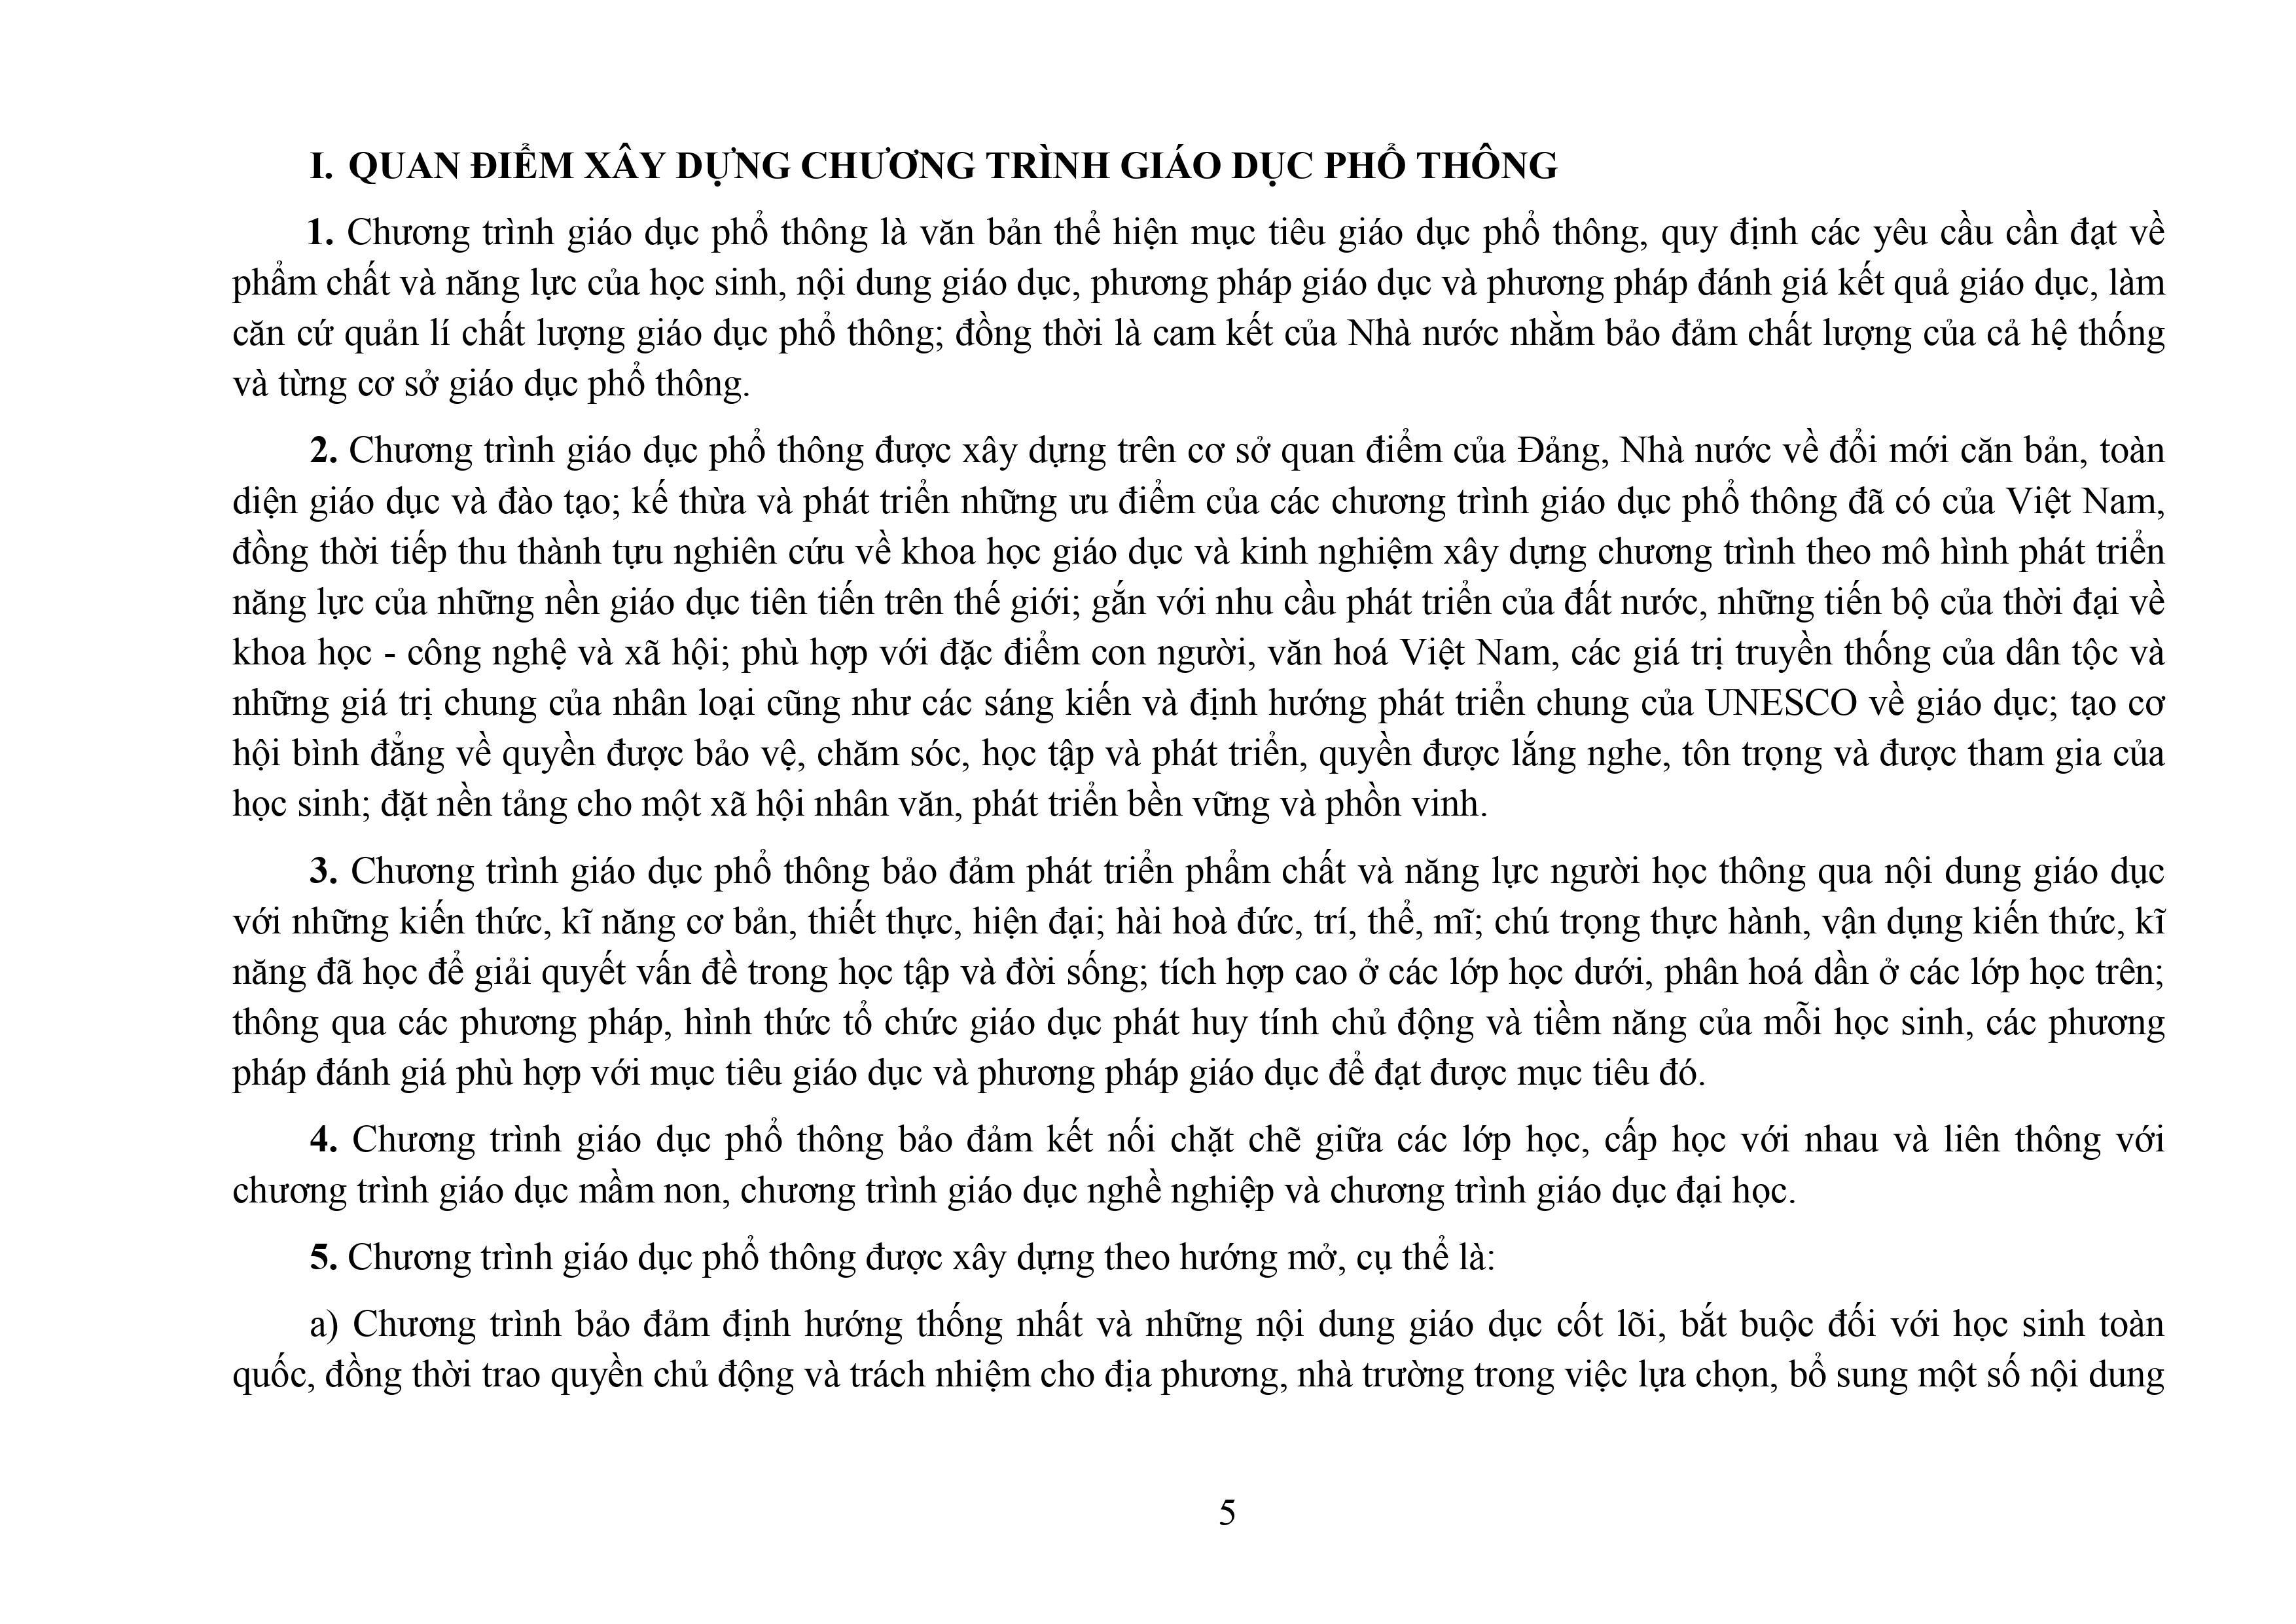 I. QUAN ĐIỂM XÂY DỰNG CHƯƠNG TRÌNH GIÁO DỤC PHỔ THÔNG
1. Chương trình giáo dục phổ thông là văn bản thể hiện mục tiêu giáo dục phổ thông, quy định các yêu cầu cần đạt về
phẩm chất và năng lực của học sinh, nội dung giáo dục, phương pháp giáo dục và phương pháp đánh giá kết quả giáo dục, làm
căn cứ quản lí chất lượng giáo dục phổ thông; đồng thời là cam kết của Nhà nước nhằm bảo đảm chất lượng của cả hệ thống
và từng cơ sở giáo dục phổ thông.
2. Chương trình giáo dục phổ thông được xây dựng trên cơ sở quan điểm của Đảng, Nhà nước về đổi mới căn bản, toàn
diện giáo dục và đào tạo; kế thừa và phát triển những ưu điểm của các chương trình giáo dục phổ thông đã có của Việt Nam,
đồng thời tiếp thu thành tựu nghiên cứu về khoa học giáo dục và kinh nghiệm xây dựng chương trình theo mô hình phát triển
năng lực của những nền giáo dục tiên tiến trên thế giới; gắn với nhu cầu phát triển của đất nước, những tiến bộ của thời đại về
khoa học - công nghệ và xã hội; phù hợp với đặc điểm con người, văn hoá Việt Nam, các giá trị truyền thống của dân tộc và
những giá trị chung của nhân loại cũng như các sáng kiến và định hướng phát triển chung của UNESCO về giáo dục; tạo cơ
hội bình đẳng về quyền được bảo vệ, chăm sóc, học tập và phát triển, quyền được lắng nghe, tôn trọng và được tham gia của
học sinh; đặt nền tảng cho một xã hội nhân văn, phát triển bền vững và phồn vinh.
3. Chương trình giáo dục phổ thông bảo đảm phát triển phẩm chất và năng lực người học thông qua nội dung giáo dục
với những kiến thức, kĩ năng cơ bản, thiết thực, hiện đại; hài hoà đức, trí, thể, mĩ; chú trọng thực hành, vận dụng kiến thức, kĩ
năng đã học để giải quyết vấn đề trong học tập và đời sống; tích hợp cao ở các lớp học dưới, phân hoá dần ở các lớp học trên;
thông qua các phương pháp, hình thức tổ chức giáo dục phát huy tính chủ động và tiềm năng của mỗi học sinh, các phương
pháp đánh giá phù hợp với mục tiêu giáo dục và phương pháp giáo dục để đạt được mục tiêu đó.
4. Chương trình giáo dục phổ thông bảo đảm kết nối chặt chẽ giữa các lớp học, cấp học với nhau và liên thông với
chương trình giáo dục mầm non, chương trình giáo dục nghề nghiệp và chương trình giáo dục đại học.
5. Chương trình giáo dục phổ thông được xây dựng theo hướng mở, cụ thể là:
a) Chương trình bảo đảm định hướng thống nhất và những nội dung giáo dục cốt lõi, bắt buộc đối với học sinh toàn
quốc, đồng thời trao quyền chủ động và trách nhiệm cho địa phương, nhà trường trong việc lựa chọn, bổ sung một số nội dung
5